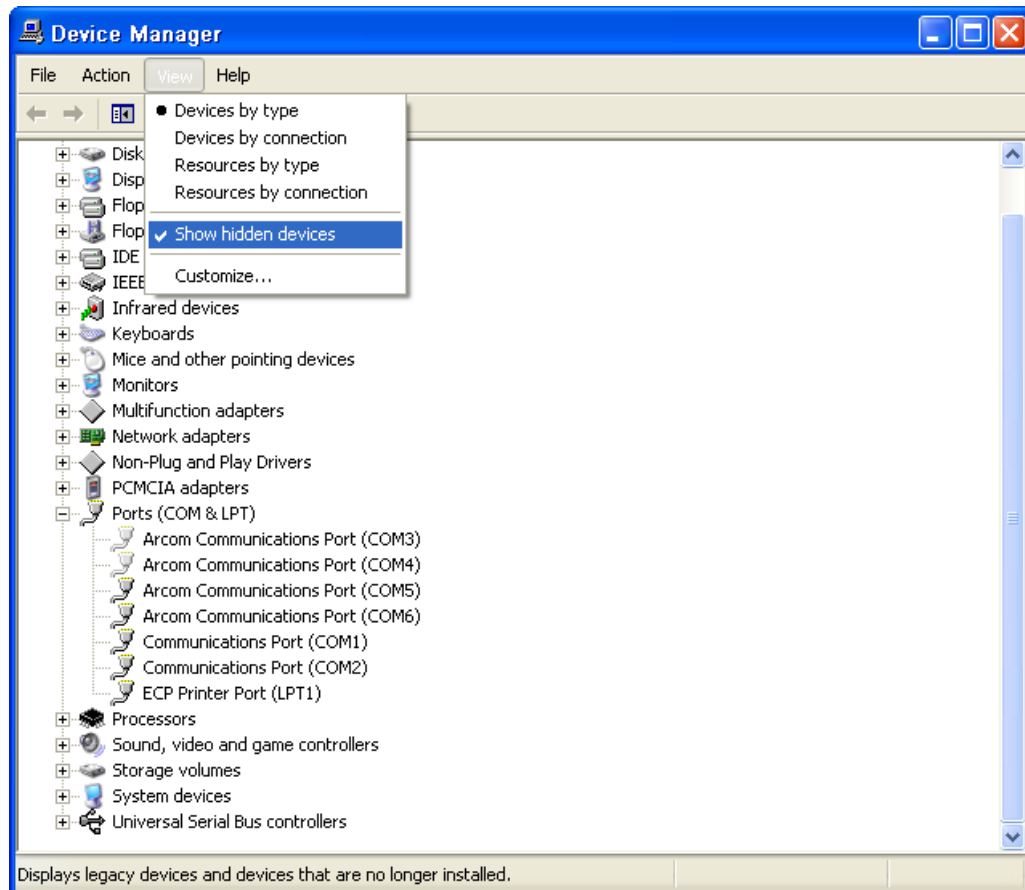 Device Manager
File Action View Help
Devices by type
Devices by connection
Resources by type
Resources by connection
Show hidden devices
Customize...
Disk
Disp
Flop
Flop
IDE
IEEE
Infrared devices
Keyboards
Mice and other pointing devices
Monitors
Multifunction adapters
Network adapters
Non-Plug and Play Drivers
PCMCIA adapters
Ports (COM & LPT)
Arcom Communications Port (COM3)
Arcom Communications Port (COM4)
Arcom Communications Port (COM5)
Arcom Communications Port (COM6)
Communications Port (COM1)
Communications Port (COM2)
ECP Printer Port (LPT1)
Processors
Sound, video and game controllers
Storage volumes
System devices
Universal Serial Bus controllers
Displays legacy devices and devices that are no longer installed.